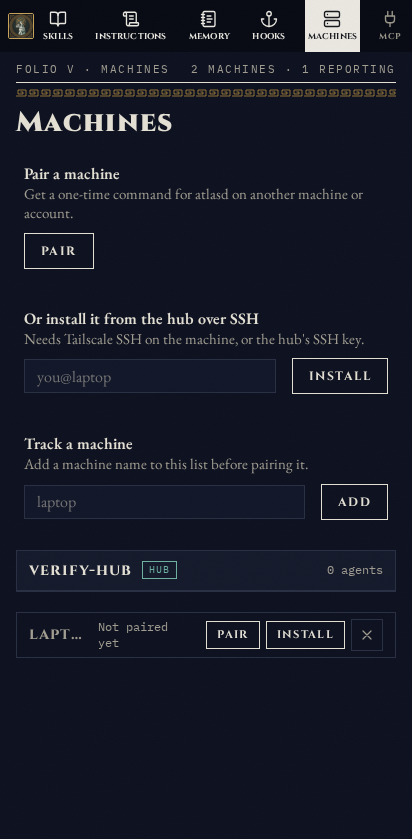 SKILLS
INSTRUCTIONS
MEMORY
HOOKS
MACHINES
MCP
FOLIO V · MACHINES 2 MACHINES · 1 REPORTING
MACHINES
Pair a machine
Get a one-time command for atlasd on another machine or
account.
PAIR
Or install it from the hub over SSH
Needs Tailscale SSH on the machine, or the hub's SSH key.
you@laptop
INSTALL
Track a machine
Add a machine name to this list before pairing it.
laptop
ADD
VERIFY-HUB HUB 0 agents
LAPT... Not paired
yet
PAIR
INSTALL